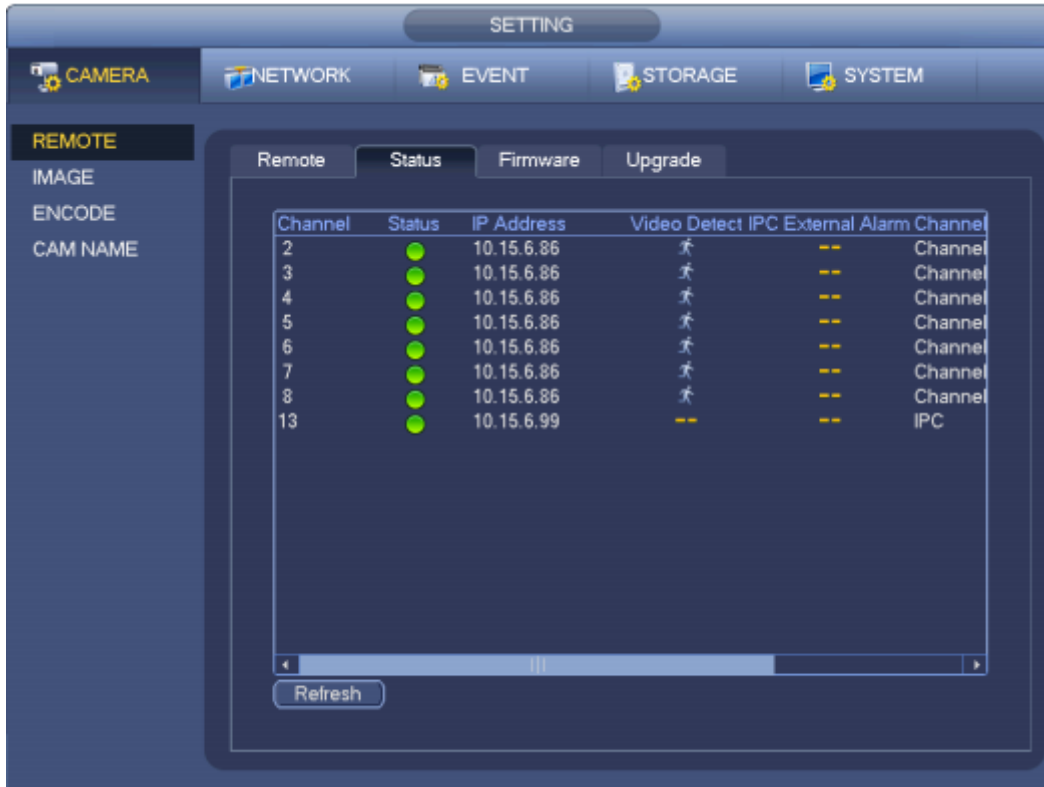 SETTING
CAMERA NETWORK EVENT STORAGE SYSTEM
REMOTE
IMAGE
ENCODE
CAM NAME
Remote Status Firmware Upgrade
Channel Status IP Address Video Detect IPC External Alarm Channel
2 10.15.6.86 -- Channel
3 10.15.6.86 -- Channel
4 10.15.6.86 -- Channel
5 10.15.6.86 -- Channel
6 10.15.6.86 -- Channel
7 10.15.6.86 -- Channel
8 10.15.6.86 -- Channel
13 10.15.6.99 -- -- IPC
Refresh